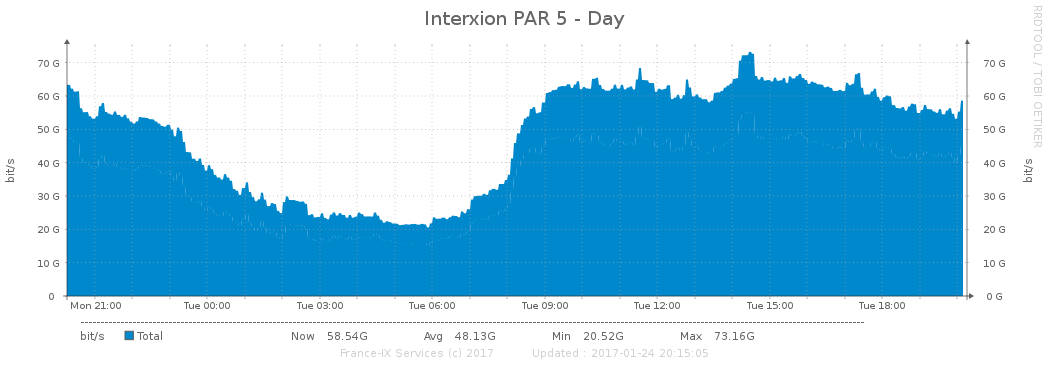 Interxion PAR 5 - Day
RRDTOOL / TOBI OETIKER
bit/s
70 G
60 G
50 G
40 G
30 G
20 G
10 G
0
70 G
60 G
50 G
40 G
30 G
20 G
10 G
0 G
bit/s
Mon 21:00 Tue 00:00 Tue 03:00 Tue 06:00 Tue 09:00 Tue 12:00 Tue 15:00 Tue 18:00
bit/s Total Now 58.54G Avg 48.13G Min 20.52G Max 73.16G
France-IX Services (c) 2017 Updated : 2017-01-24 20:15:05